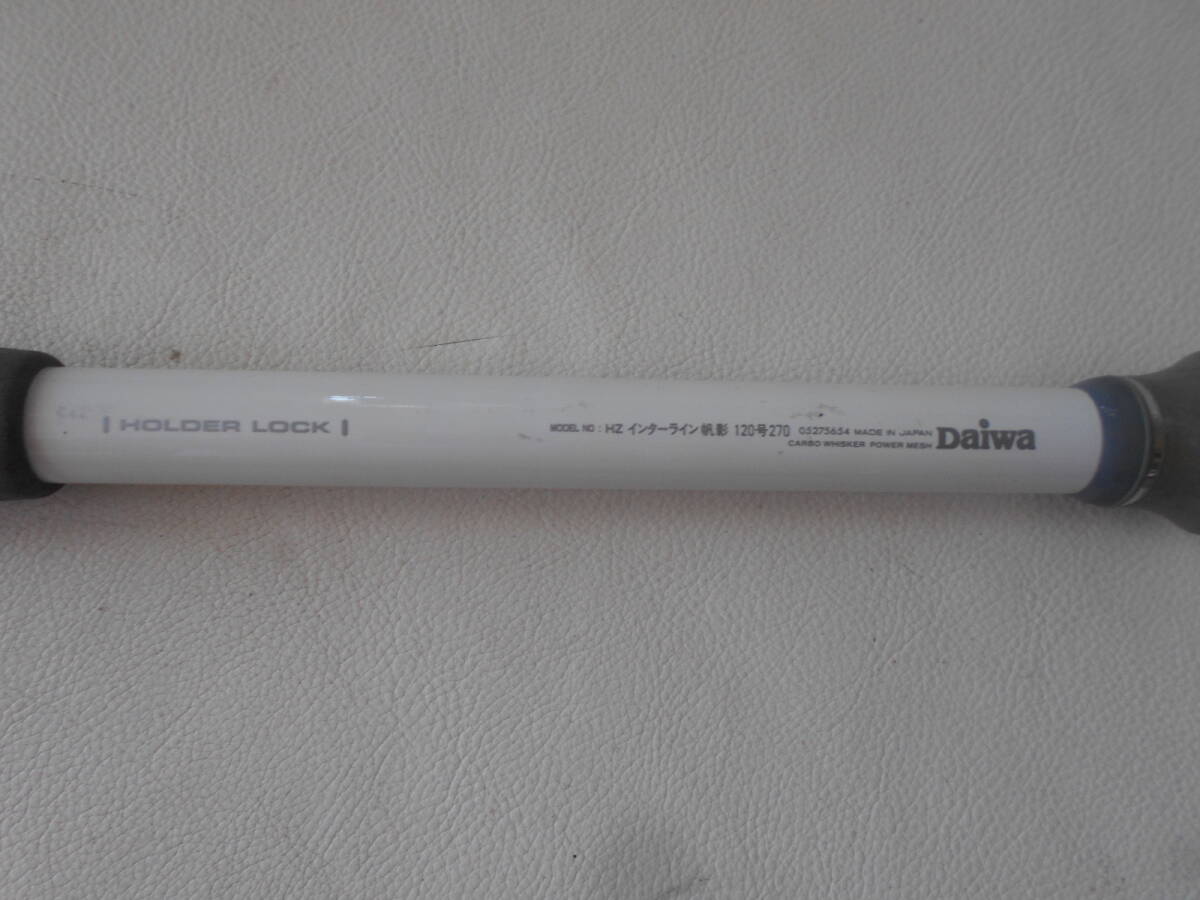 HOLDER LOCK
MODEL NO : HZ インターライン 帆影 120号270 05275654 MADE IN JAPAN Daiwa
CARBO WHISKER POWER MESH